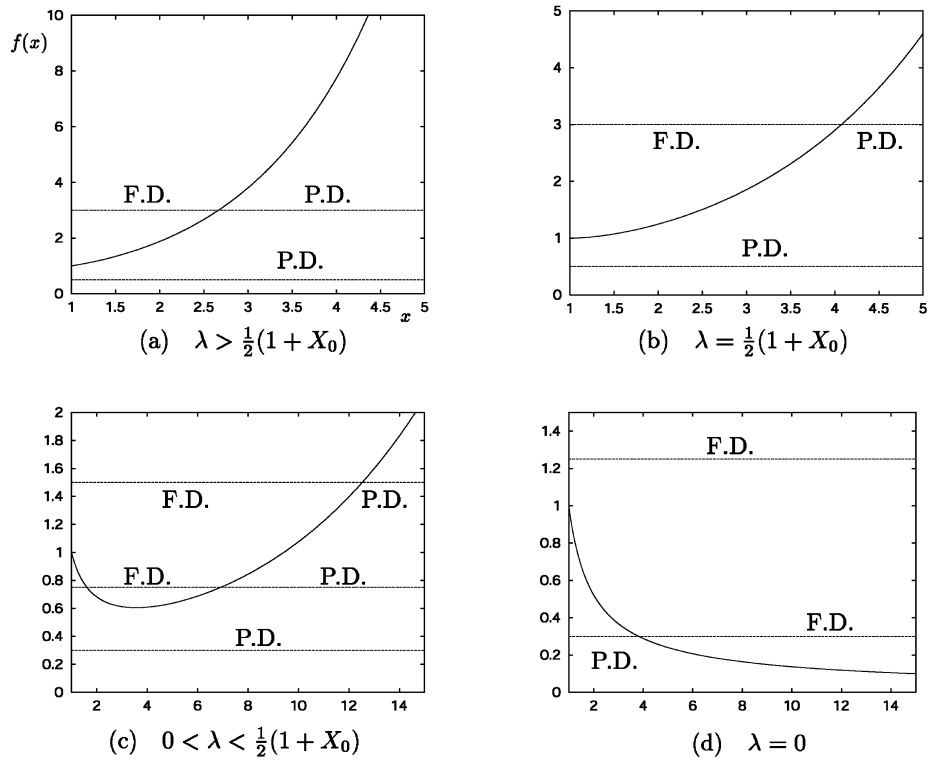 f(x)
10
8
6
4
2
0
F.D.
P.D.
P.D.
1 1.5 2 2.5 3 3.5 4 4.5 5
x
(a) λ > ½(1 + X₀)
5
4
3
2
1
0
F.D.
P.D.
P.D.
1 1.5 2 2.5 3 3.5 4 4.5 5
(b) λ = ½(1 + X₀)
2
1.8
1.6
1.4
1.2
1
0.8
0.6
0.4
0.2
0
F.D.
P.D.
F.D.
P.D.
P.D.
2 4 6 8 10 12 14
(c) 0 < λ < ½(1 + X₀)
1.4
1.2
1
0.8
0.6
0.4
0.2
0
F.D.
F.D.
P.D.
2 4 6 8 10 12 14
(d) λ = 0